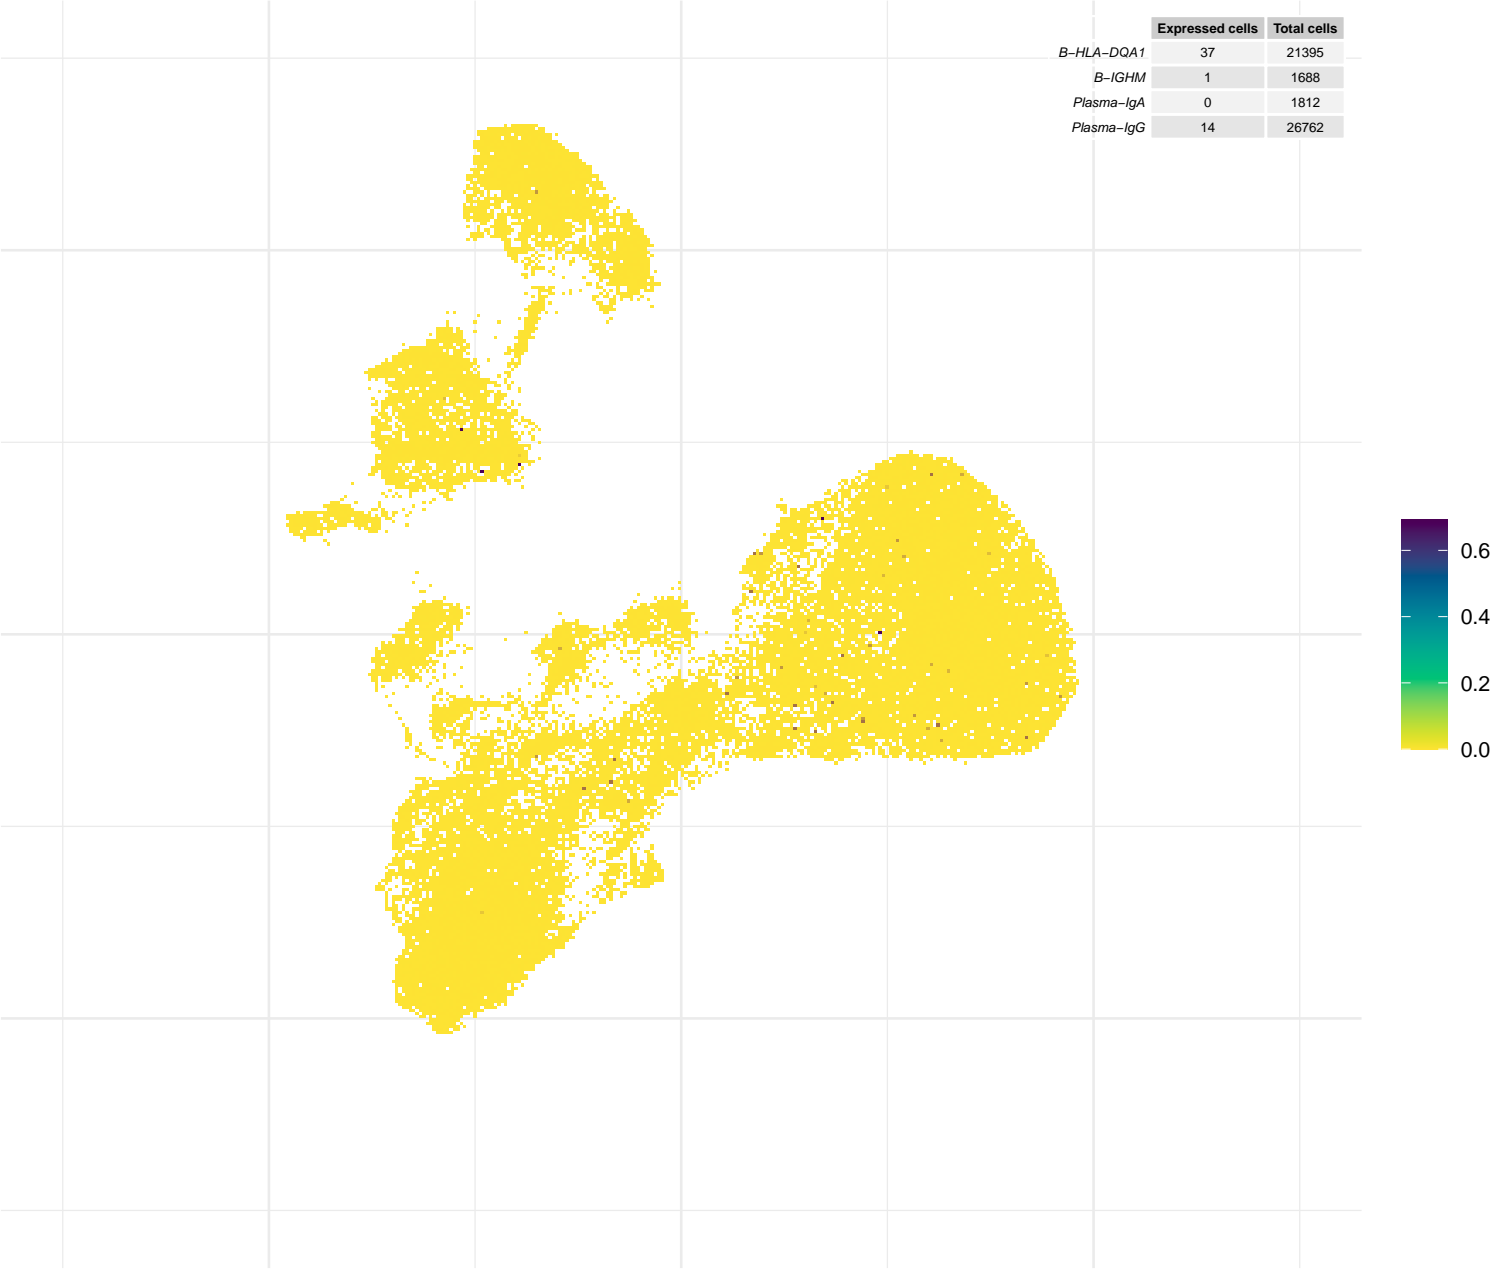 Expressed cells Total cells
B−HLA−DQA1 37 21395
B−IGHM 1 1688
Plasma−IgA 0 1812
Plasma−IgG 14 26762
0.6
0.4
0.2
0.0